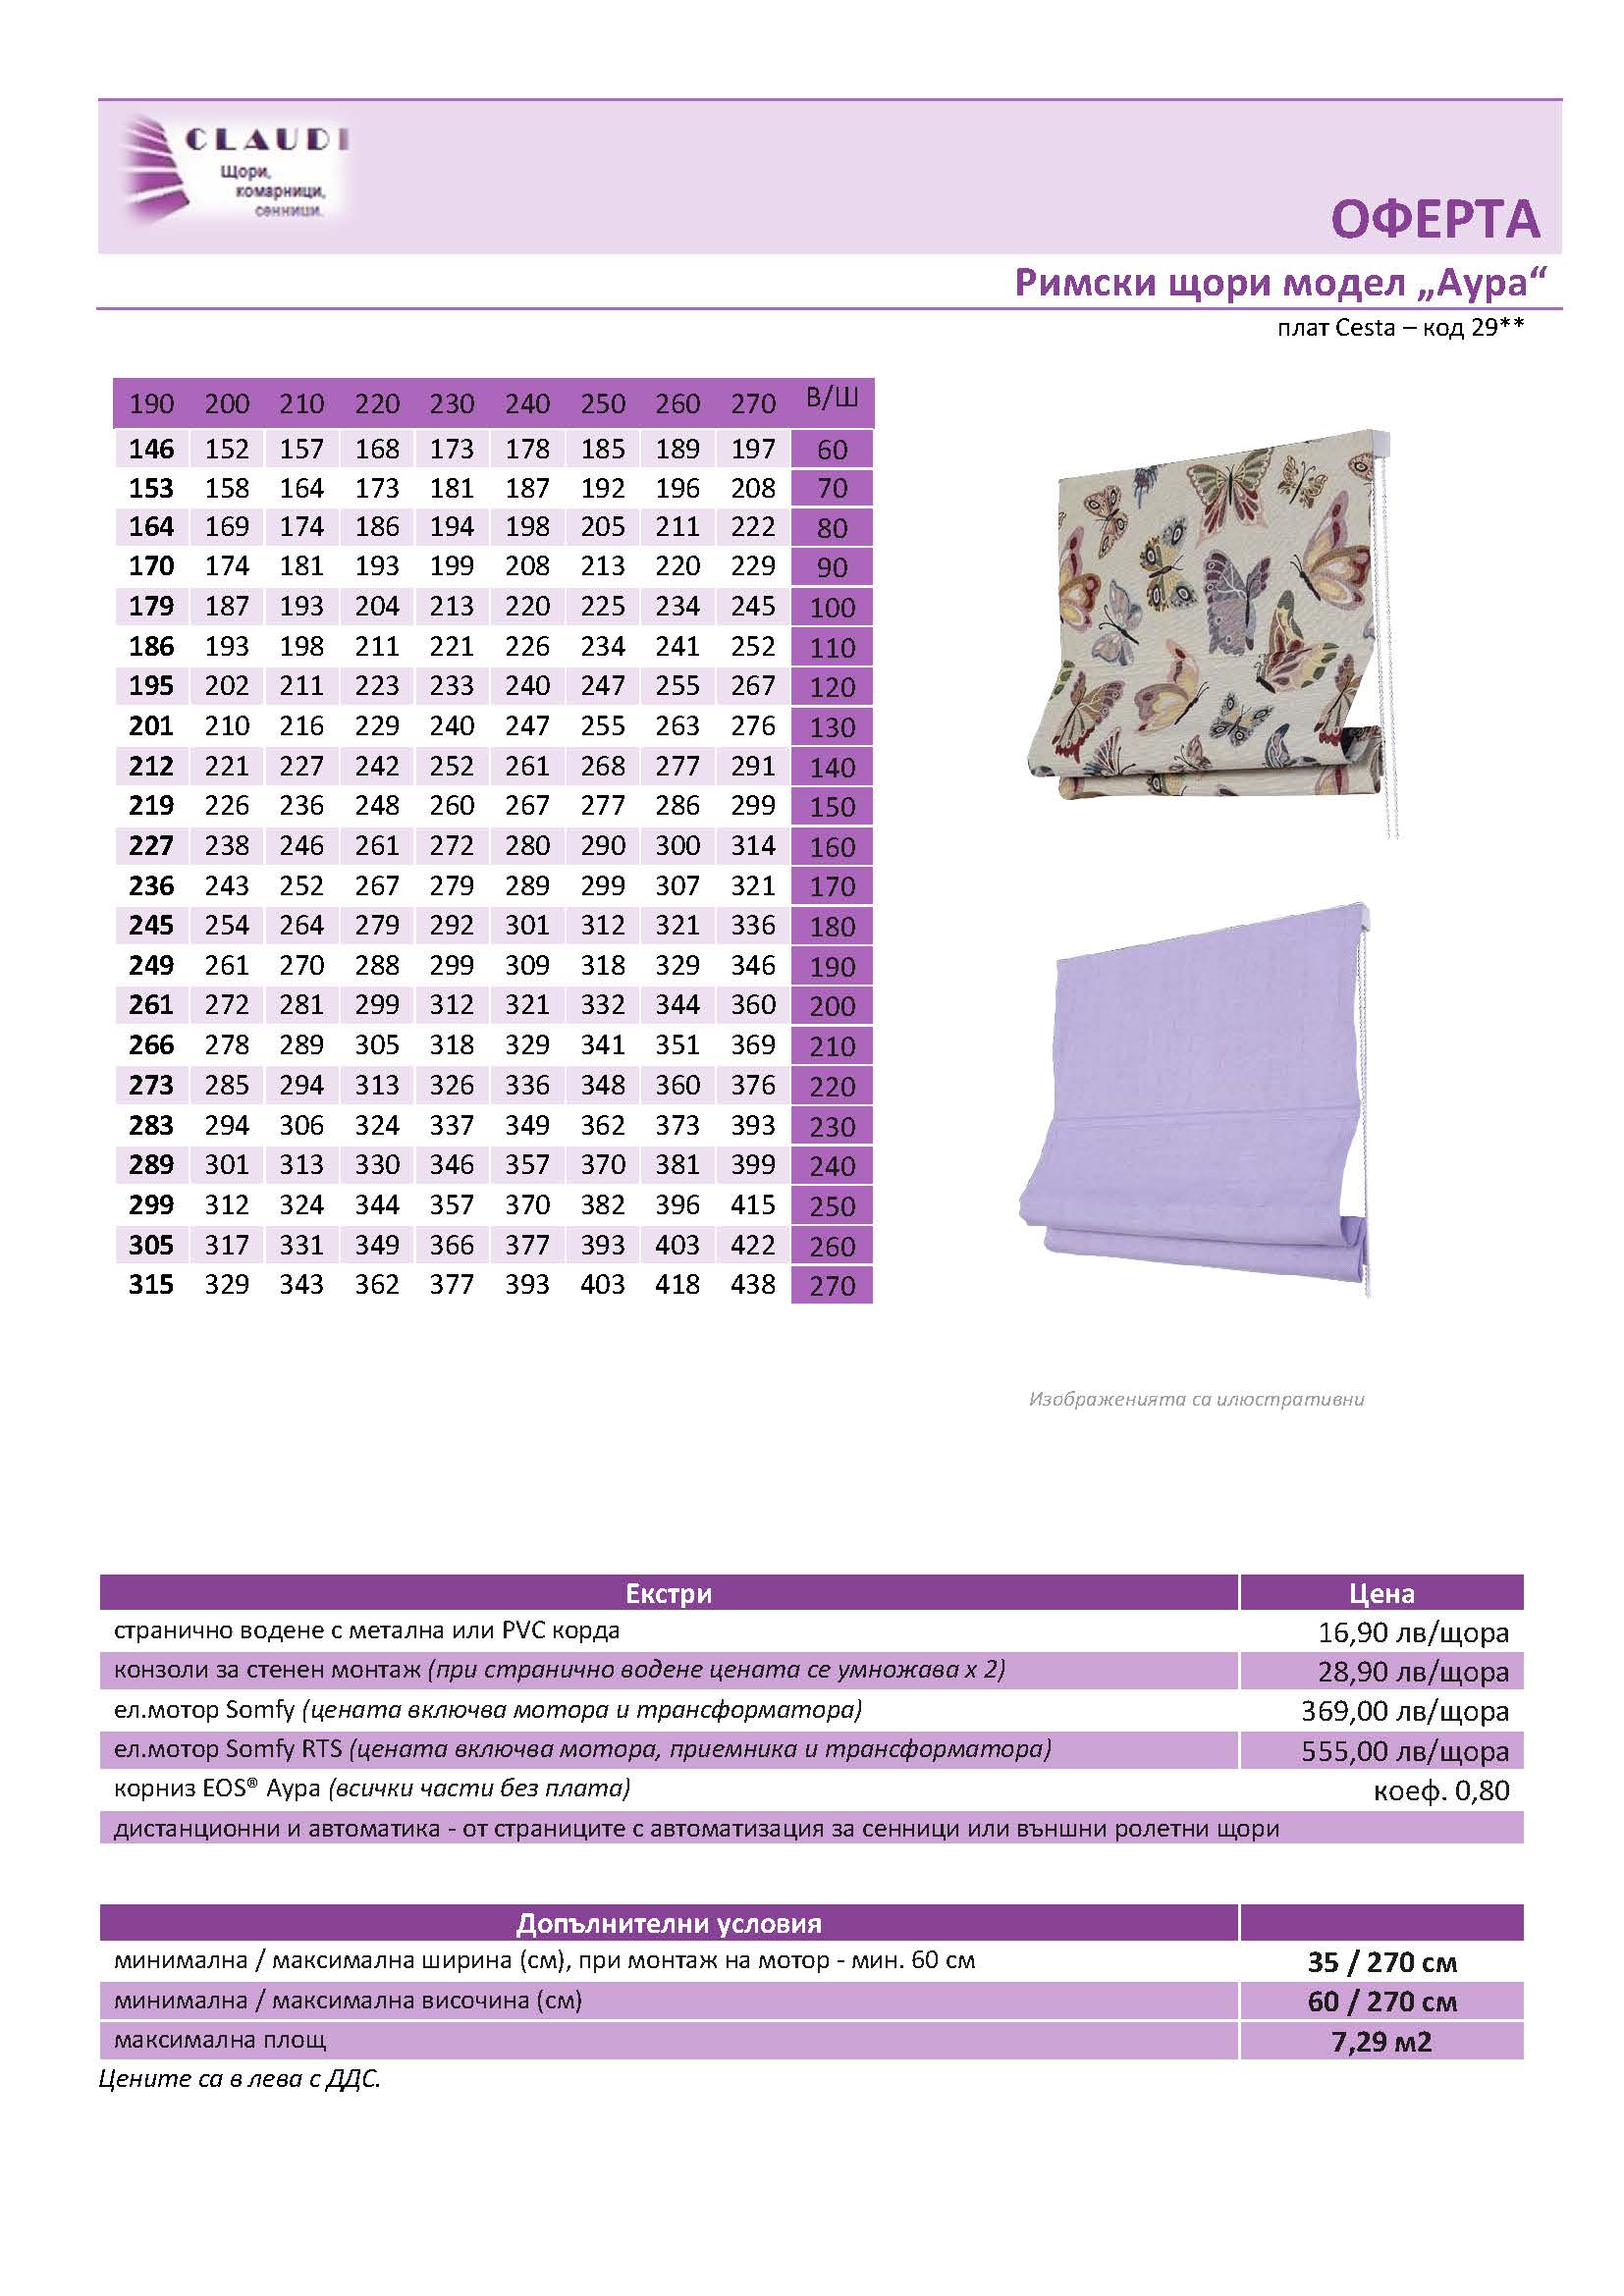 CLAUDI
Щори,
комарници,
сенници.
ОФЕРТА
Римски щори модел „Аура“
плат Cesta – код 29**
190 200 210 220 230 240 250 260 270 В/Ш
146 152 157 168 173 178 185 189 197 60
153 158 164 173 181 187 192 196 208 70
164 169 174 186 194 198 205 211 222 80
170 174 181 193 199 208 213 220 229 90
179 187 193 204 213 220 225 234 245 100
186 193 198 211 221 226 234 241 252 110
195 202 211 223 233 240 247 255 267 120
201 210 216 229 240 247 255 263 276 130
212 221 227 242 252 261 268 277 291 140
219 226 236 248 260 267 277 286 299 150
227 238 246 261 272 280 290 300 314 160
236 243 252 267 279 289 299 307 321 170
245 254 264 279 292 301 312 321 336 180
249 261 270 288 299 309 318 329 346 190
261 272 281 299 312 321 332 344 360 200
266 278 289 305 318 329 341 351 369 210
273 285 294 313 326 336 348 360 376 220
283 294 306 324 337 349 362 373 393 230
289 301 313 330 346 357 370 381 399 240
299 312 324 344 357 370 382 396 415 250
305 317 331 349 366 377 393 403 422 260
315 329 343 362 377 393 403 418 438 270
Изображенията са илюстративни
Екстри Цена
странично водене с метална или PVC корда 16,90 лв/щора
конзоли за стенен монтаж (при странично водене цената се умножава x 2) 28,90 лв/щора
ел.мотор Somfy (цената включва мотора и трансформатора) 369,00 лв/щора
ел.мотор Somfy RTS (цената включва мотора, приемника и трансформатора) 555,00 лв/щора
корниз EOS® Аура (всички части без плата) коеф. 0,80
дистанционни и автоматика - от страниците с автоматизация за сенници или външни ролетни щори
Допълнителни условия
минимална / максимална ширина (см), при монтаж на мотор - мин. 60 см 35 / 270 см
минимална / максимална височина (см) 60 / 270 см
максимална площ 7,29 м2
Цените са в лева с ДДС.